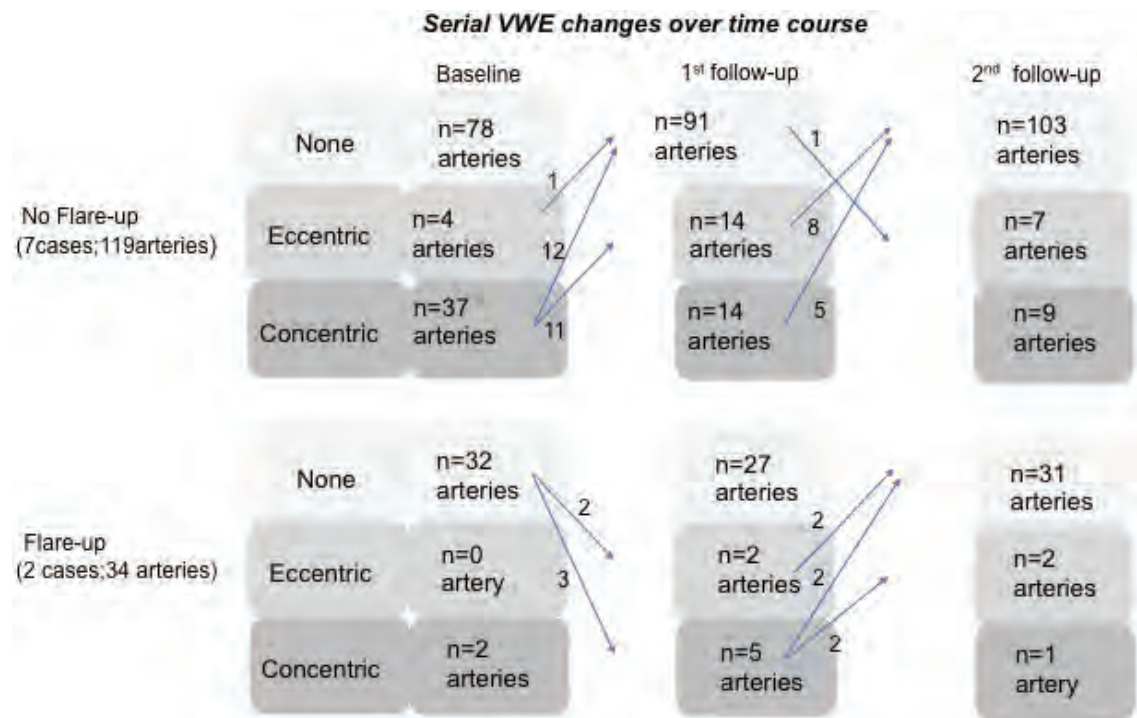 Serial VWE changes over time course
Baseline
1st follow-up
2nd follow-up
No Flare-up
(7cases;119arteries)
None
n=78
arteries
n=91
arteries
n=103
arteries
1
1
Eccentric
n=4
arteries
12
n=14
arteries
8
n=7
arteries
Concentric
n=37
arteries
11
n=14
arteries
5
n=9
arteries
Flare-up
(2 cases;34 arteries)
None
n=32
arteries
2
n=27
arteries
2
n=31
arteries
Eccentric
n=0
artery
3
n=2
arteries
2
n=2
arteries
Concentric
n=2
arteries
n=5
arteries
2
n=1
artery